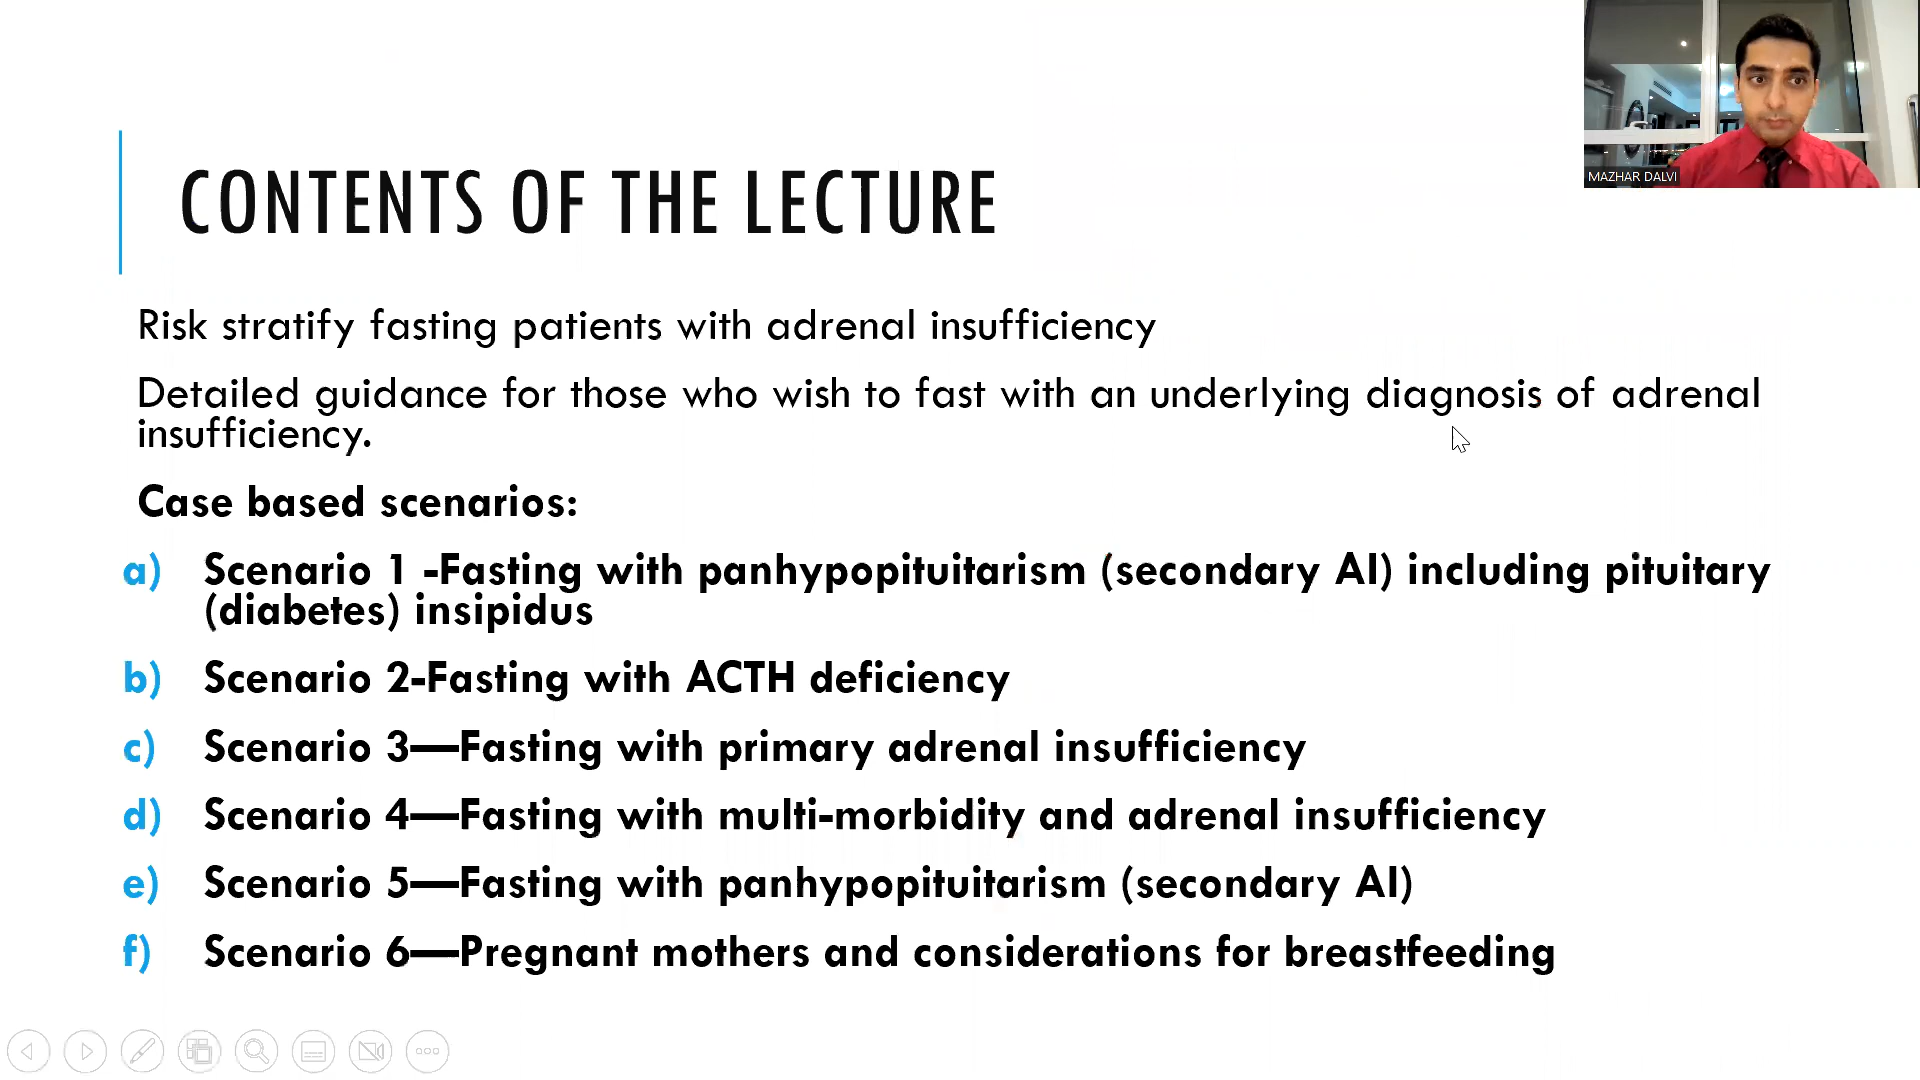 MAZHAR DALVI
CONTENTS OF THE LECTURE
Risk stratify fasting patients with adrenal insufficiency
Detailed guidance for those who wish to fast with an underlying diagnosis of adrenal
insufficiency.
Case based scenarios:
a) Scenario 1 -Fasting with panhypopituitarism (secondary AI) including pituitary
(diabetes) insipidus
b) Scenario 2-Fasting with ACTH deficiency
c) Scenario 3—Fasting with primary adrenal insufficiency
d) Scenario 4—Fasting with multi-morbidity and adrenal insufficiency
e) Scenario 5—Fasting with panhypopituitarism (secondary AI)
f) Scenario 6—Pregnant mothers and considerations for breastfeeding